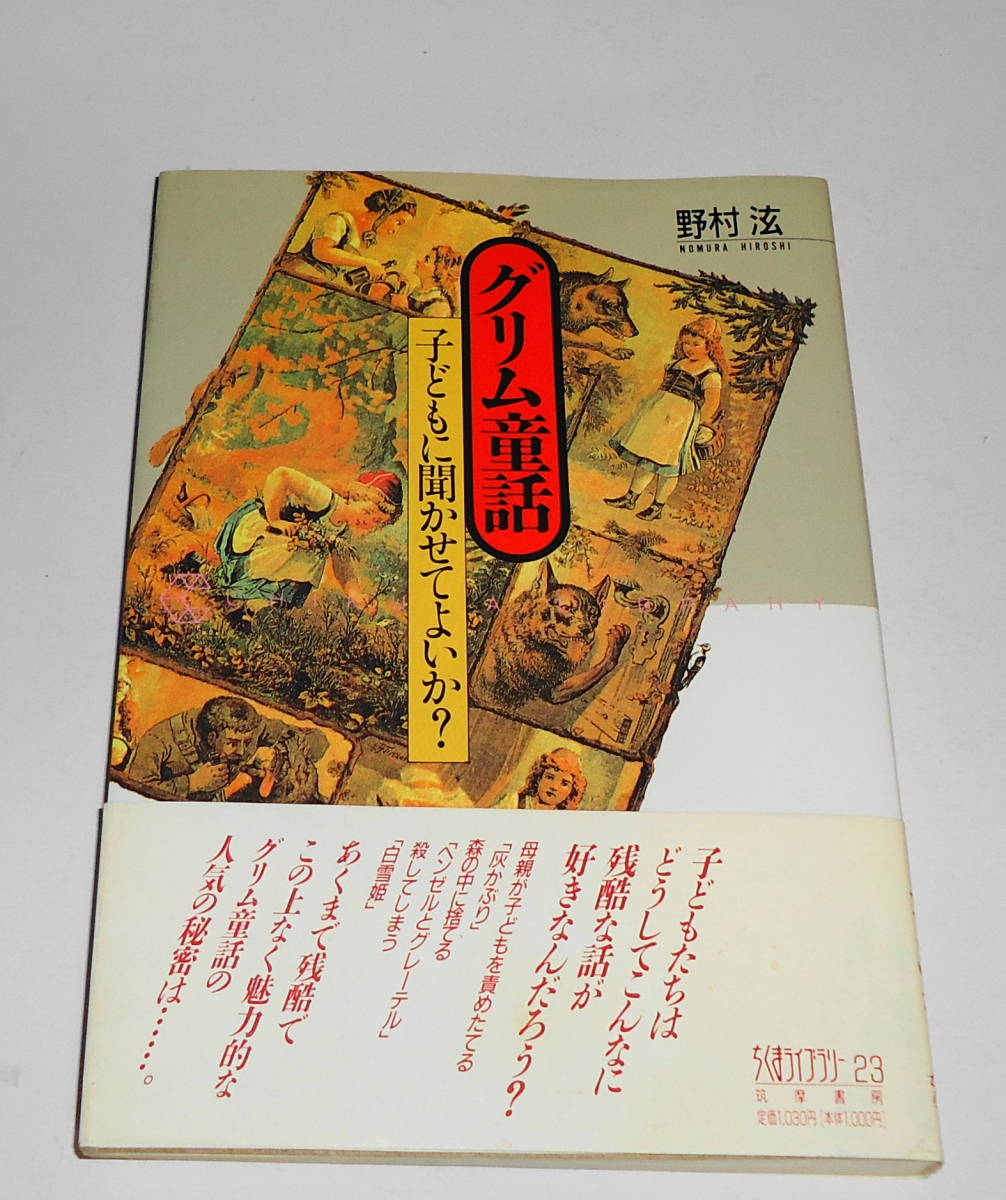 野村 泫
NOMURA HIROSHI
グリム童話
子どもに聞かせてよいか?
子どもたちは
どうしてこんなに
残酷な話が
好きなんだろう?
母親が子どもを責めたてる
「灰かぶり」
森の中に捨てる
「ヘンゼルとグレーテル」
殺してしまう
「白雪姫」
あくまで残酷で
この上なく魅力的な
グリム童話の
人気の秘密は……。
ちくまライブラリー 23
筑摩書房
定価1,030円[本体1,000円]